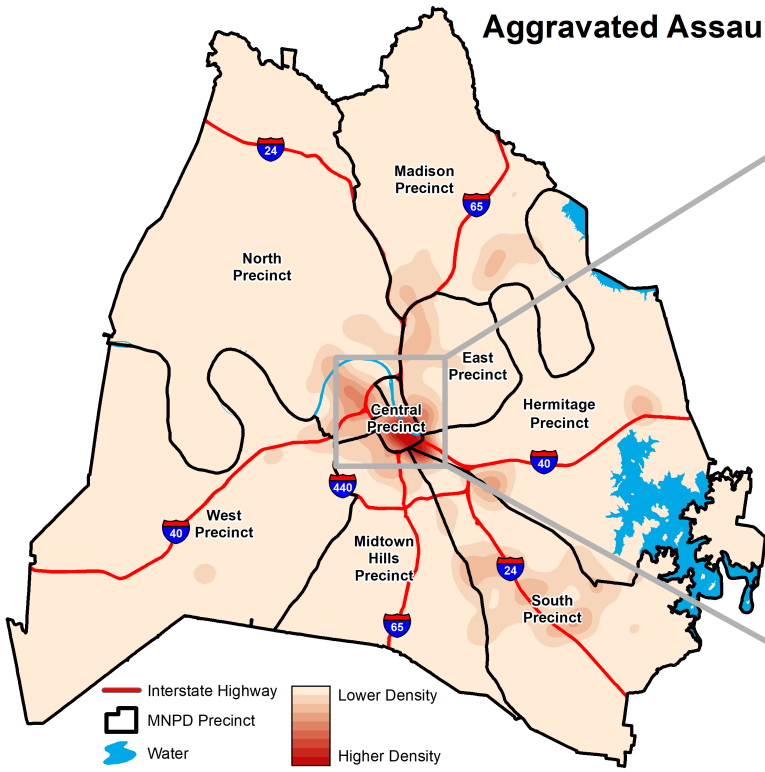 Aggravated Assau
24
Madison
Precinct
65
North
Precinct
East
Precinct
Hermitage
Precinct
Central
Precinct
40
440
40
West
Precinct
Midtown
Hills
Precinct
24
South
Precinct
65
Interstate Highway
MNPD Precinct
Water
Lower Density
Higher Density